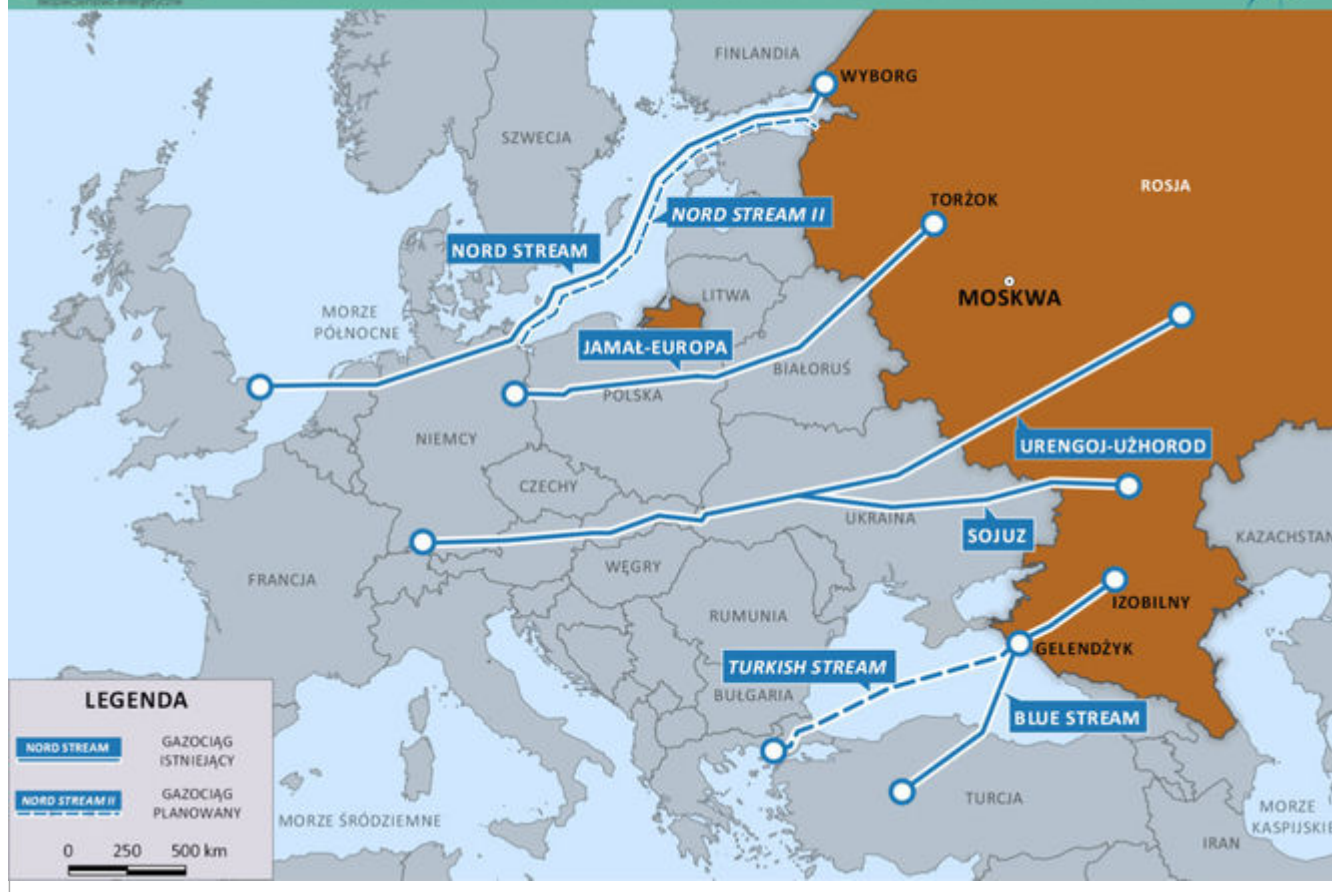 bezpieczeństwo energetyczne
FINLANDIA
WYBORG
SZWECJA
ROSJA
TORŻOK
NORD STREAM II
NORD STREAM
LITWA
MOSKWA
MORZE
PÓŁNOCNE
JAMAŁ-EUROPA
BIAŁORUŚ
POLSKA
NIEMCY
URENGOJ-UŻHOROD
CZECHY
UKRAINA
SOJUZ
KAZACHSTAN
FRANCJA
WĘGRY
IZOBILNY
RUMUNIA
GELENDŻYK
TURKISH STREAM
BUŁGARIA
BLUE STREAM
LEGENDA
NORD STREAM
GAZOCIĄG
ISTNIEJĄCY
NORD STREAM II
GAZOCIĄG
PLANOWANY
0 250 500 km
MORZE ŚRÓDZIEMNE
TURCJA
MORZE
KASPIJSKIE
IRAN